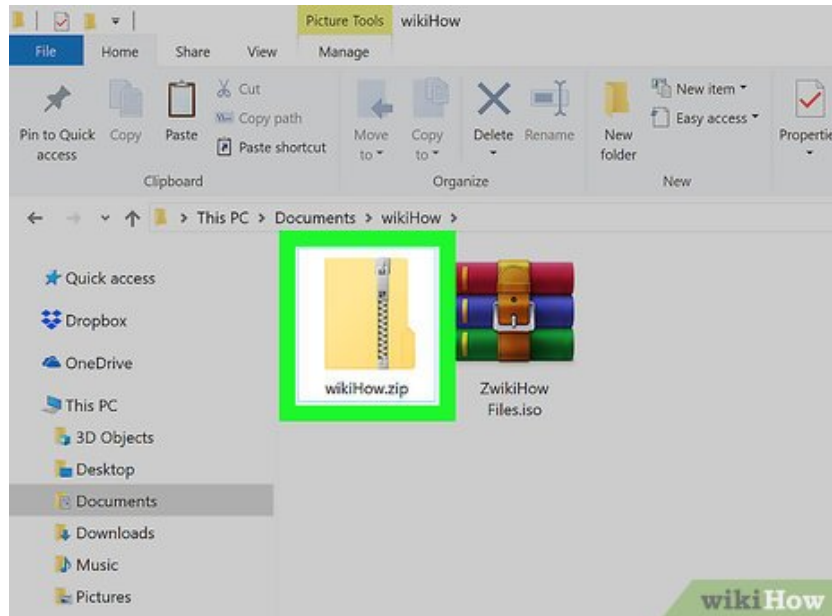 Picture Tools wikiHow
File Home Share View Manage
Pin to Quick access
Copy
Paste
Cut
Copy path
Paste shortcut
Move to
Copy to
Delete
Rename
New folder
New item
Easy access
Clipboard
Organize
New
This PC > Documents > wikiHow >
Quick access
Dropbox
OneDrive
This PC
3D Objects
Desktop
Documents
Downloads
Music
Pictures
wikiHow.zip
ZwikiHow
Files.iso
wikiHow